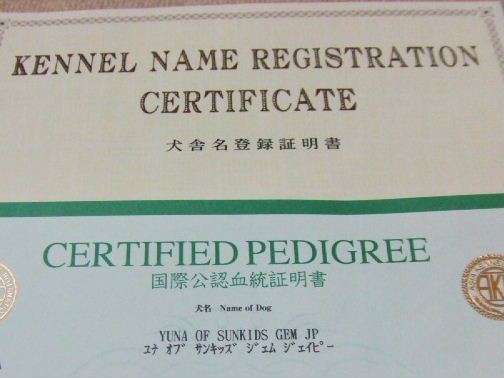 KENNEL NAME REGISTRATION
CERTIFICATE
犬舎名登録証明書
CERTIFIED PEDIGREE
国際公認血統証明書
犬名 Name of Dog
YUNA OF SUNKIDS GEM JP
ユナ オブ サンキッズ ジェム ジェイピー